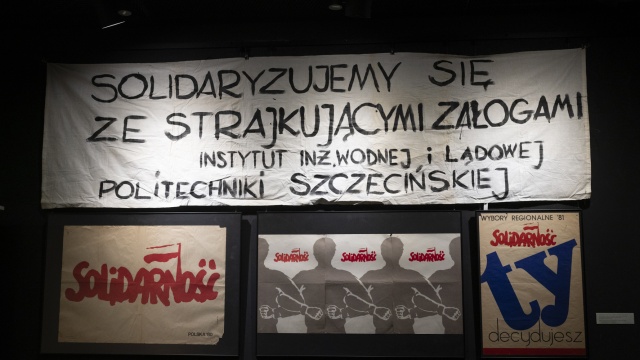 SOLIDARYZUJEMY SIĘ
ZE STRAJKUJĄCYMI ZAŁOGAMI
INSTYTUT INŻ. WODNEJ i LĄDOWEJ
POLITECHNIKI SZCZECIŃSKIEJ
SOLIDARNOŚĆ
POLSKA
SOLIDARNOŚĆ SOLIDARNOŚĆ SOLIDARNOŚĆ
WYBORY REGIONALNE '81
SOLIDARNOŚĆ
ty
decydujesz